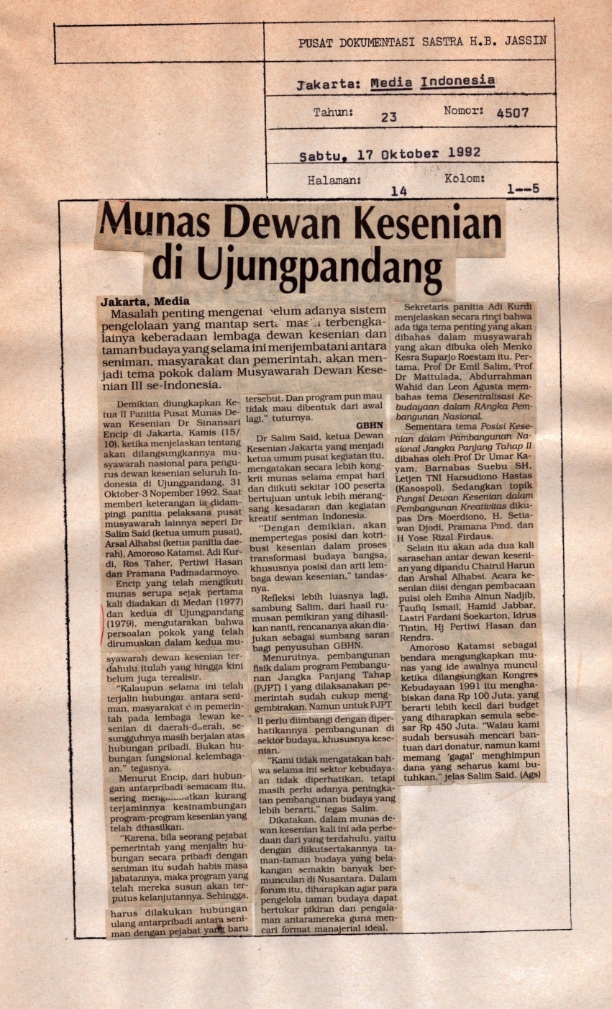 PUSAT DOKUMENTASI SASTRA H.B. JASSIN
Jakarta: Media Indonesia
Tahun: 23 Nomor: 4507
Sabtu, 17 Oktober 1992
Halaman: 14 Kolom: 1--5
Munas Dewan Kesenian
di Ujungpandang
Jakarta, Media
Masalah penting mengenai belum adanya sistem
pengelolaan yang mantap serta masih terbengka-
lainya keberadaan lembaga dewan kesenian dan
taman budaya yang selama ini menjembatani antara
seniman, masyarakat dan pemerintah, akan men-
jadi tema pokok dalam Musyawarah Dewan Kese-
nian III se-Indonesia.
Demikian diungkapkan Ke-
tua II Panitia Pusat Munas De-
wan Kesenian Dr Sinansari
Encip di Jakarta, Kamis (15/
10), ketika menjelaskan tentang
akan dilangsungkannya mu-
syawarah nasional para pengu-
rus dewan kesenian seluruh In-
donesia di Ujungpandang, 31
Oktober-3 Nopember 1992. Saat
memberi keterangan ia didam-
pingi panitia pelaksana pusat
musyawarah lainnya seperi Dr
Salim Said (ketua umum pusat),
Arsal Alhabsi (ketua panitia dae-
rah), Amoroso Katamsi, Adi Kur-
di, Ros Taher, Pertiwi Hasan
dan Pramana Padmadarmoyo.
Encip yang telah mengikuti
munas serupa sejak pertama
kali diadakan di Medan (1977)
dan kedua di Ujungpandang
(1979), mengutarakan bahwa
persoalan pokok yang telah
dirumuskan dalam kedua mu-
syawarah dewan kesenian ter-
dahulu itulah yang hingga kini
belum juga terealisir.
"Kalaupun selama ini telah
terjalin hubungan antara seni-
man, masyarakat dan pemerin-
tah pada lembaga dewan ke-
senian di daerah-daerah, se-
sungguhnya masih berjalan atas
hubungan pribadi. Bukan hu-
bungan fungsional kelembaga-
an," tegasnya.
Menurut Encip, dari hubun-
gan antarpribadi semacam itu,
sering kurang
terjaminnya kesinambungan
program-program kesenian yang
telah dihasilkan.
"Karena, bila seorang pejabat
pemerintah yang menjalin hu-
bungan secara pribadi dengan
seniman itu sudah habis masa
jabatannya, maka program yang
telah mereka susun akan ter-
putus kelanjutannya. Sehingga,
harus dilakukan hubungan
ulang antarpribadi antara seni-
man dengan pejabat yang baru
tersebut. Dan program pun mau
tidak mau dibentuk dari awal
lagi," tuturnya.
GBHN
Dr Salim Said, ketua Dewan
Kesenian Jakarta yang menjadi
ketua umum pusat kegiatan itu,
mengatakan secara lebih kong-
krit munas selama empat hari
dan diikuti sekitar 100 peserta
bertujuan untuk lebih merang-
sang kesadaran dan kegiatan
kreatif seniman Indonesia.
"Dengan demikian, akan
mempertegas posisi dan kotri-
busi kesenian dalam proses
transformasi budaya bangsa,
khususnya posisi dan arti lem-
baga dewan kesenian," tandas-
nya.
Refleksi lebih luasnya lagi,
sambung Salim, dari hasil ru-
musan pemikiran yang dihasil-
kan nanti, rencananya akan dia-
jukan sebagai sumbang saran
bagi penyusuhan GBHN.
Menurutnya, pembangunan
fisik dalam program Pembangu-
nan Jangka Panjang Tahap
(PJPT) I yang dilaksanakan pe-
merintah sudah cukup meng-
gembirakan. Namun untuk PJPT
II perlu diimbangi dengan diper-
hatikannya pembangunan di
sektor budaya, khususnya kese-
nian.
"Kami tidak mengatakan bah-
wa selama ini sektor kebudaya-
an tidak diperhatikan, tetapi
masih perlu adanya peningka-
tan pembangunan budaya yang
lebih berarti," tegas Salim.
Dikatakan, dalam munas de-
wan kesenian kali ini ada perbe-
daan dari yang terdahulu, yaitu
dengan diikutsertakannya ta-
man-taman budaya yang bela-
kangan semakin banyak ber-
munculan di Nusantara. Dalam
forum itu, diharapkan agar para
pengelola taman budaya dapat
bertukar pikiran dan pengala-
man antaramereka guna men-
cari format manajerial ideal.
Sekretaris panitia Adi Kurdi
menjelaskan secara rinci bahwa
ada tiga tema penting yang akan
dibahas dalam musyawarah
yang akan dibuka oleh Menko
Kesra Suparjo Roestam itu. Per-
tama, Prof Dr Emil Salim, Prof
Dr Mattulada, Abdurrahman
Wahid dan Leon Agusta mem-
bahas tema Desentralisasi Ke-
budayaan dalam RAngka Pem-
bangunan Nasional.
Sementara tema Posisi Kese-
nian dalam Pambangunan Na-
sional Jangka Panjang Tahap II
dibahas oleh Prof Dr Umar Ka-
yam, Barnabas Suebu SH,
Letjen TNI Harsudiono Hastas
(Kasospol). Sedangkan topik
Fungsi Dewan Kesenian dalam
Pembangunan Kreativitas diku-
pas Drs Moerdiono, H. Setia-
wan Djodi, Pramana Pmd. dan
H Yose Rizal Firdaus.
Selain itu akan ada dua kali
sarasehan antar dewan keseni-
an yang dipandu Chairul Harun
dan Arshal Alhabsi. Acara ke-
senian diisi dengan pembacaan
puisi oleh Emha Amun Nadjib,
Taufiq Ismail, Hamid Jabbar,
Lastri Fardani Soekarton, Idrus
Tintin, Hj Pertiwi Hasan dan
Rendra.
Amoroso Katamsi sebagai
bendara mengungkapkan mu-
nas yang ide awalnya muncul
ketika dilangsungkan Kongres
Kebudayaan 1991 itu mengha-
biskan dana Rp 100 Juta, yang
berarti lebih kecil dari budget
yang diharapkan semula sebe-
sar Rp 450 Juta. "Walau kami
sudah bersusah mencari ban-
tuan dari donatur, namun kami
memang 'gagal' menghimpun
dana yang seharus kami bu-
tuhkan," jelas Salim Said. (Ags)